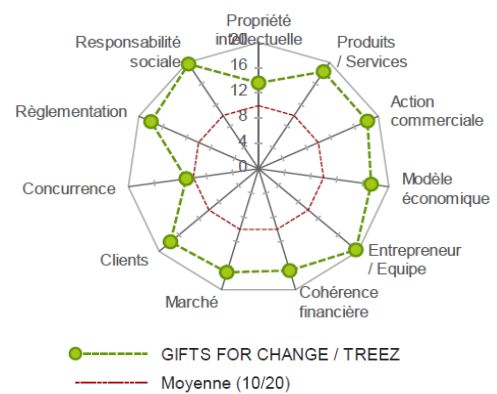 Propriété
intellectuelle
Produits
/ Services
Action
commerciale
Modèle
économique
Entrepreneur
/ Equipe
Cohérence
financière
Marché
Clients
Concurrence
Règlementation
Responsabilité
sociale
20
16
12
8
4
0
GIFTS FOR CHANGE / TREEZ
Moyenne (10/20)